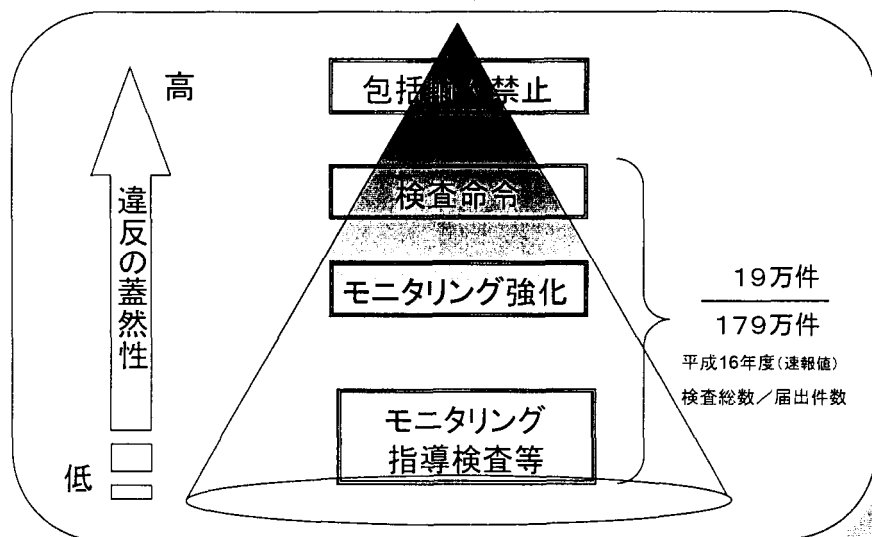 高
違反の蓋然性
低
包括 禁止
検査命令
モニタリング強化
モニタリング
指導検査等
19万件
179万件
平成16年度(速報値)
検査総数/届出件数